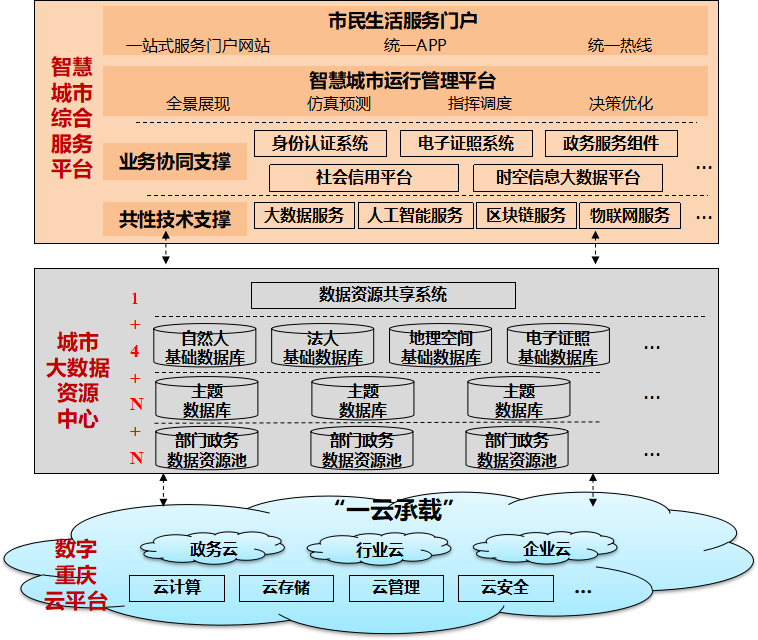 智慧
城市
综合
服务
平台
市民生活服务门户
一站式服务门户网站 统一APP 统一热线
智慧城市运行管理平台
全景展现 仿真预测 指挥调度 决策优化
业务协同支撑
身份认证系统 电子证照系统 政务服务组件
社会信用平台 时空信息大数据平台 …
共性技术支撑
大数据服务 人工智能服务 区块链服务 物联网服务 …
城市
大数据
资源
中心
1
+
4
+
N
+
N
数据资源共享系统
自然人
基础数据库
法人
基础数据库
地理空间
基础数据库
电子证照
基础数据库
…
主题
数据库
主题
数据库
主题
数据库
…
部门政务
数据资源池
部门政务
数据资源池
部门政务
数据资源池
…
数字
重庆
云平台
“一云承载”
政务云 行业云 企业云
云计算 云存储 云管理 云安全 …